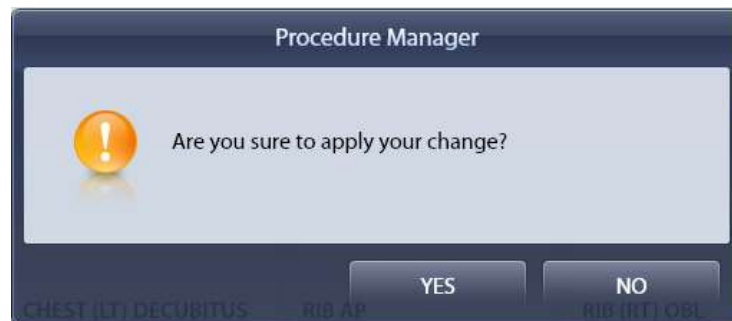 Procedure Manager
Are you sure to apply your change?
YES
NO
CHEST (LT) DECUBITUS
RIB AP
RIB (RT) OBL